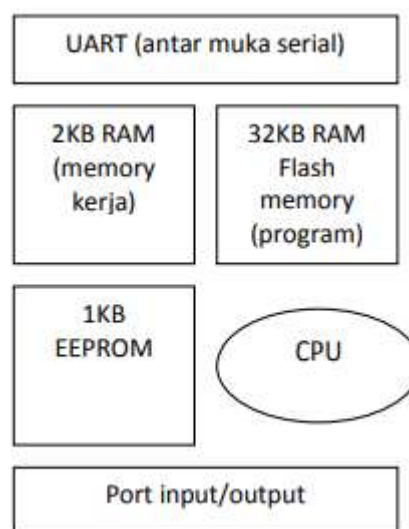 UART (antar muka serial)
2KB RAM
(memory
kerja)
32KB RAM
Flash
memory
(program)
1KB
EEPROM
CPU
Port input/output